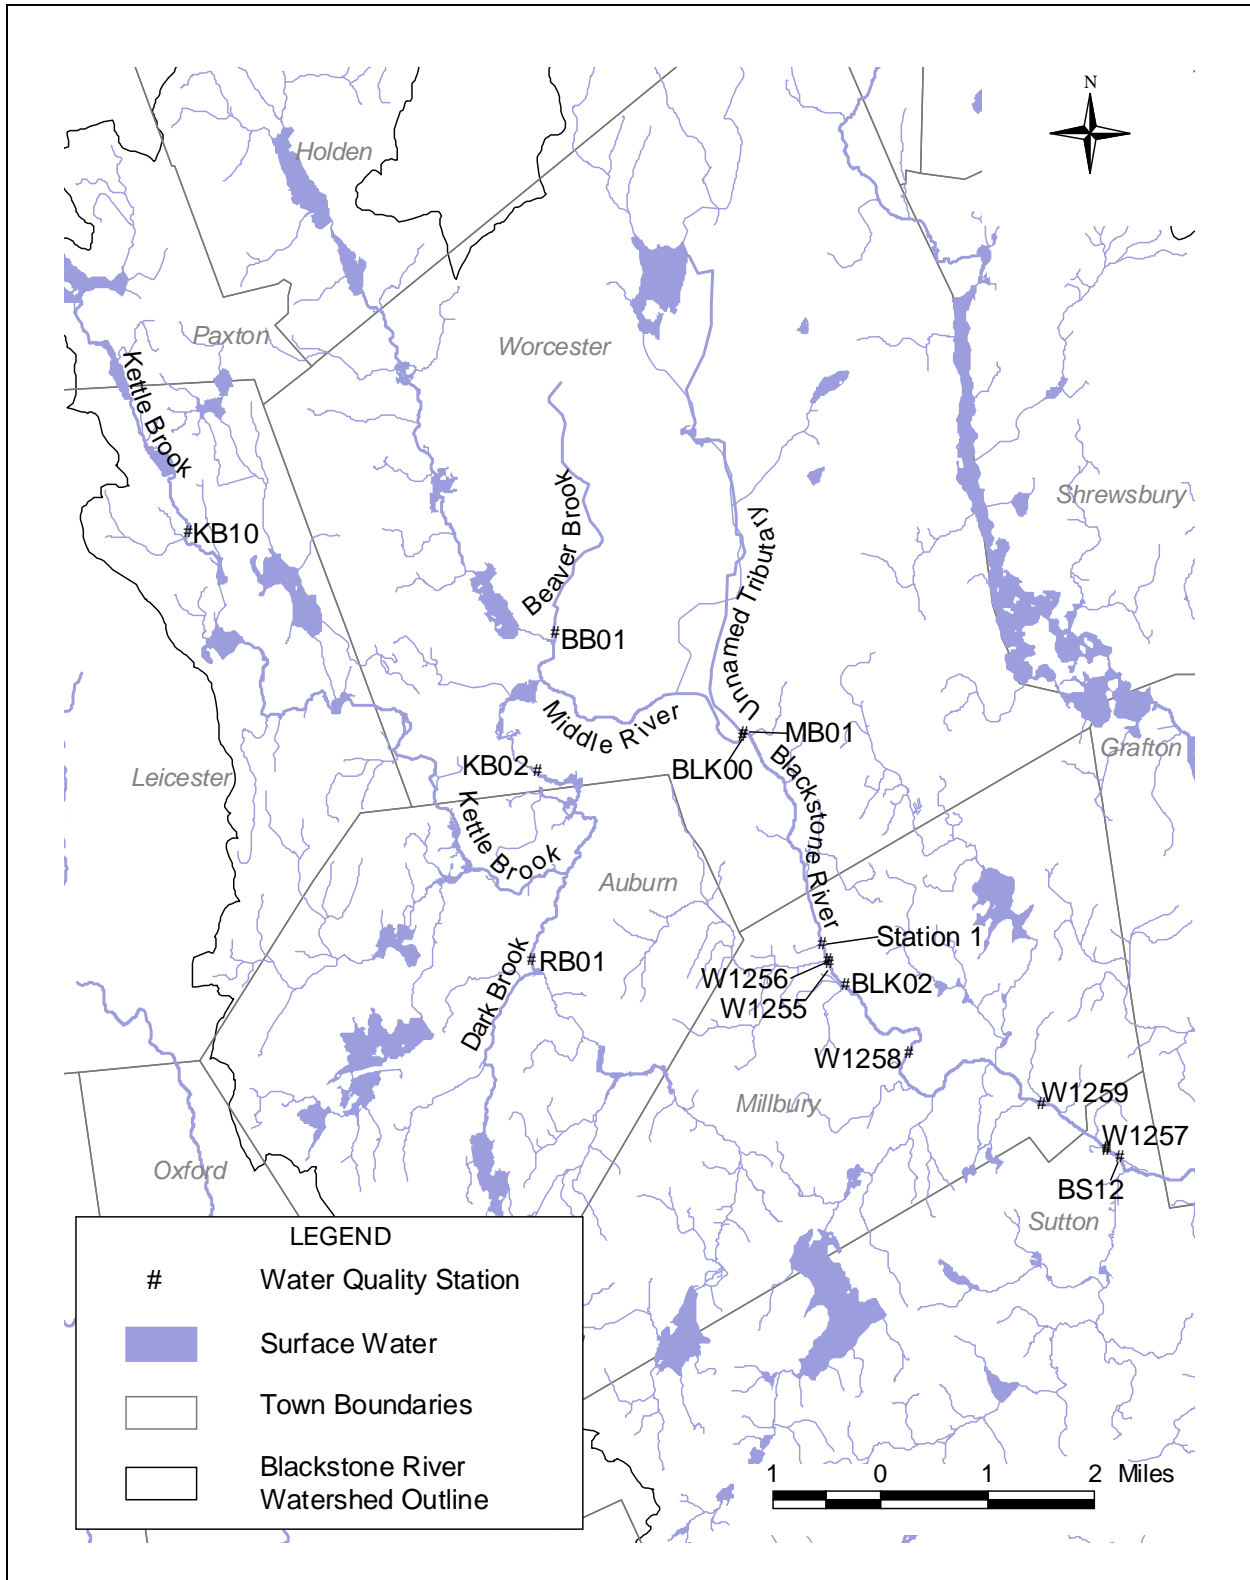 N
Holden
Paxton
Worcester
Kettle Brook
Shrewsbury
Beaver Brook
KB10
Unnamed Tributary
BB01
Middle River
MB01
Grafton
BLK00
KB02
Leicester
Blackstone River
Kettle Brook
Auburn
Station 1
RB01
Dark Brook
W1256
BLK02
W1255
W1258
W1259
Millbury
W1257
Oxford
BS12
Sutton
LEGEND
# Water Quality Station
Surface Water
Town Boundaries
Blackstone River
Watershed Outline
1 0 1 2 Miles